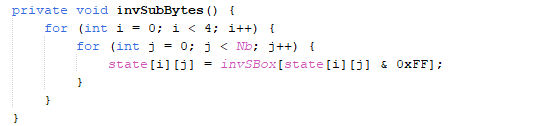 private void invSubBytes() {
for (int i = 0; i < 4; i++) {
for (int j = 0; j < Nb; j++) {
state[i][j] = invSBox[state[i][j] & 0xFF];
}
}
}